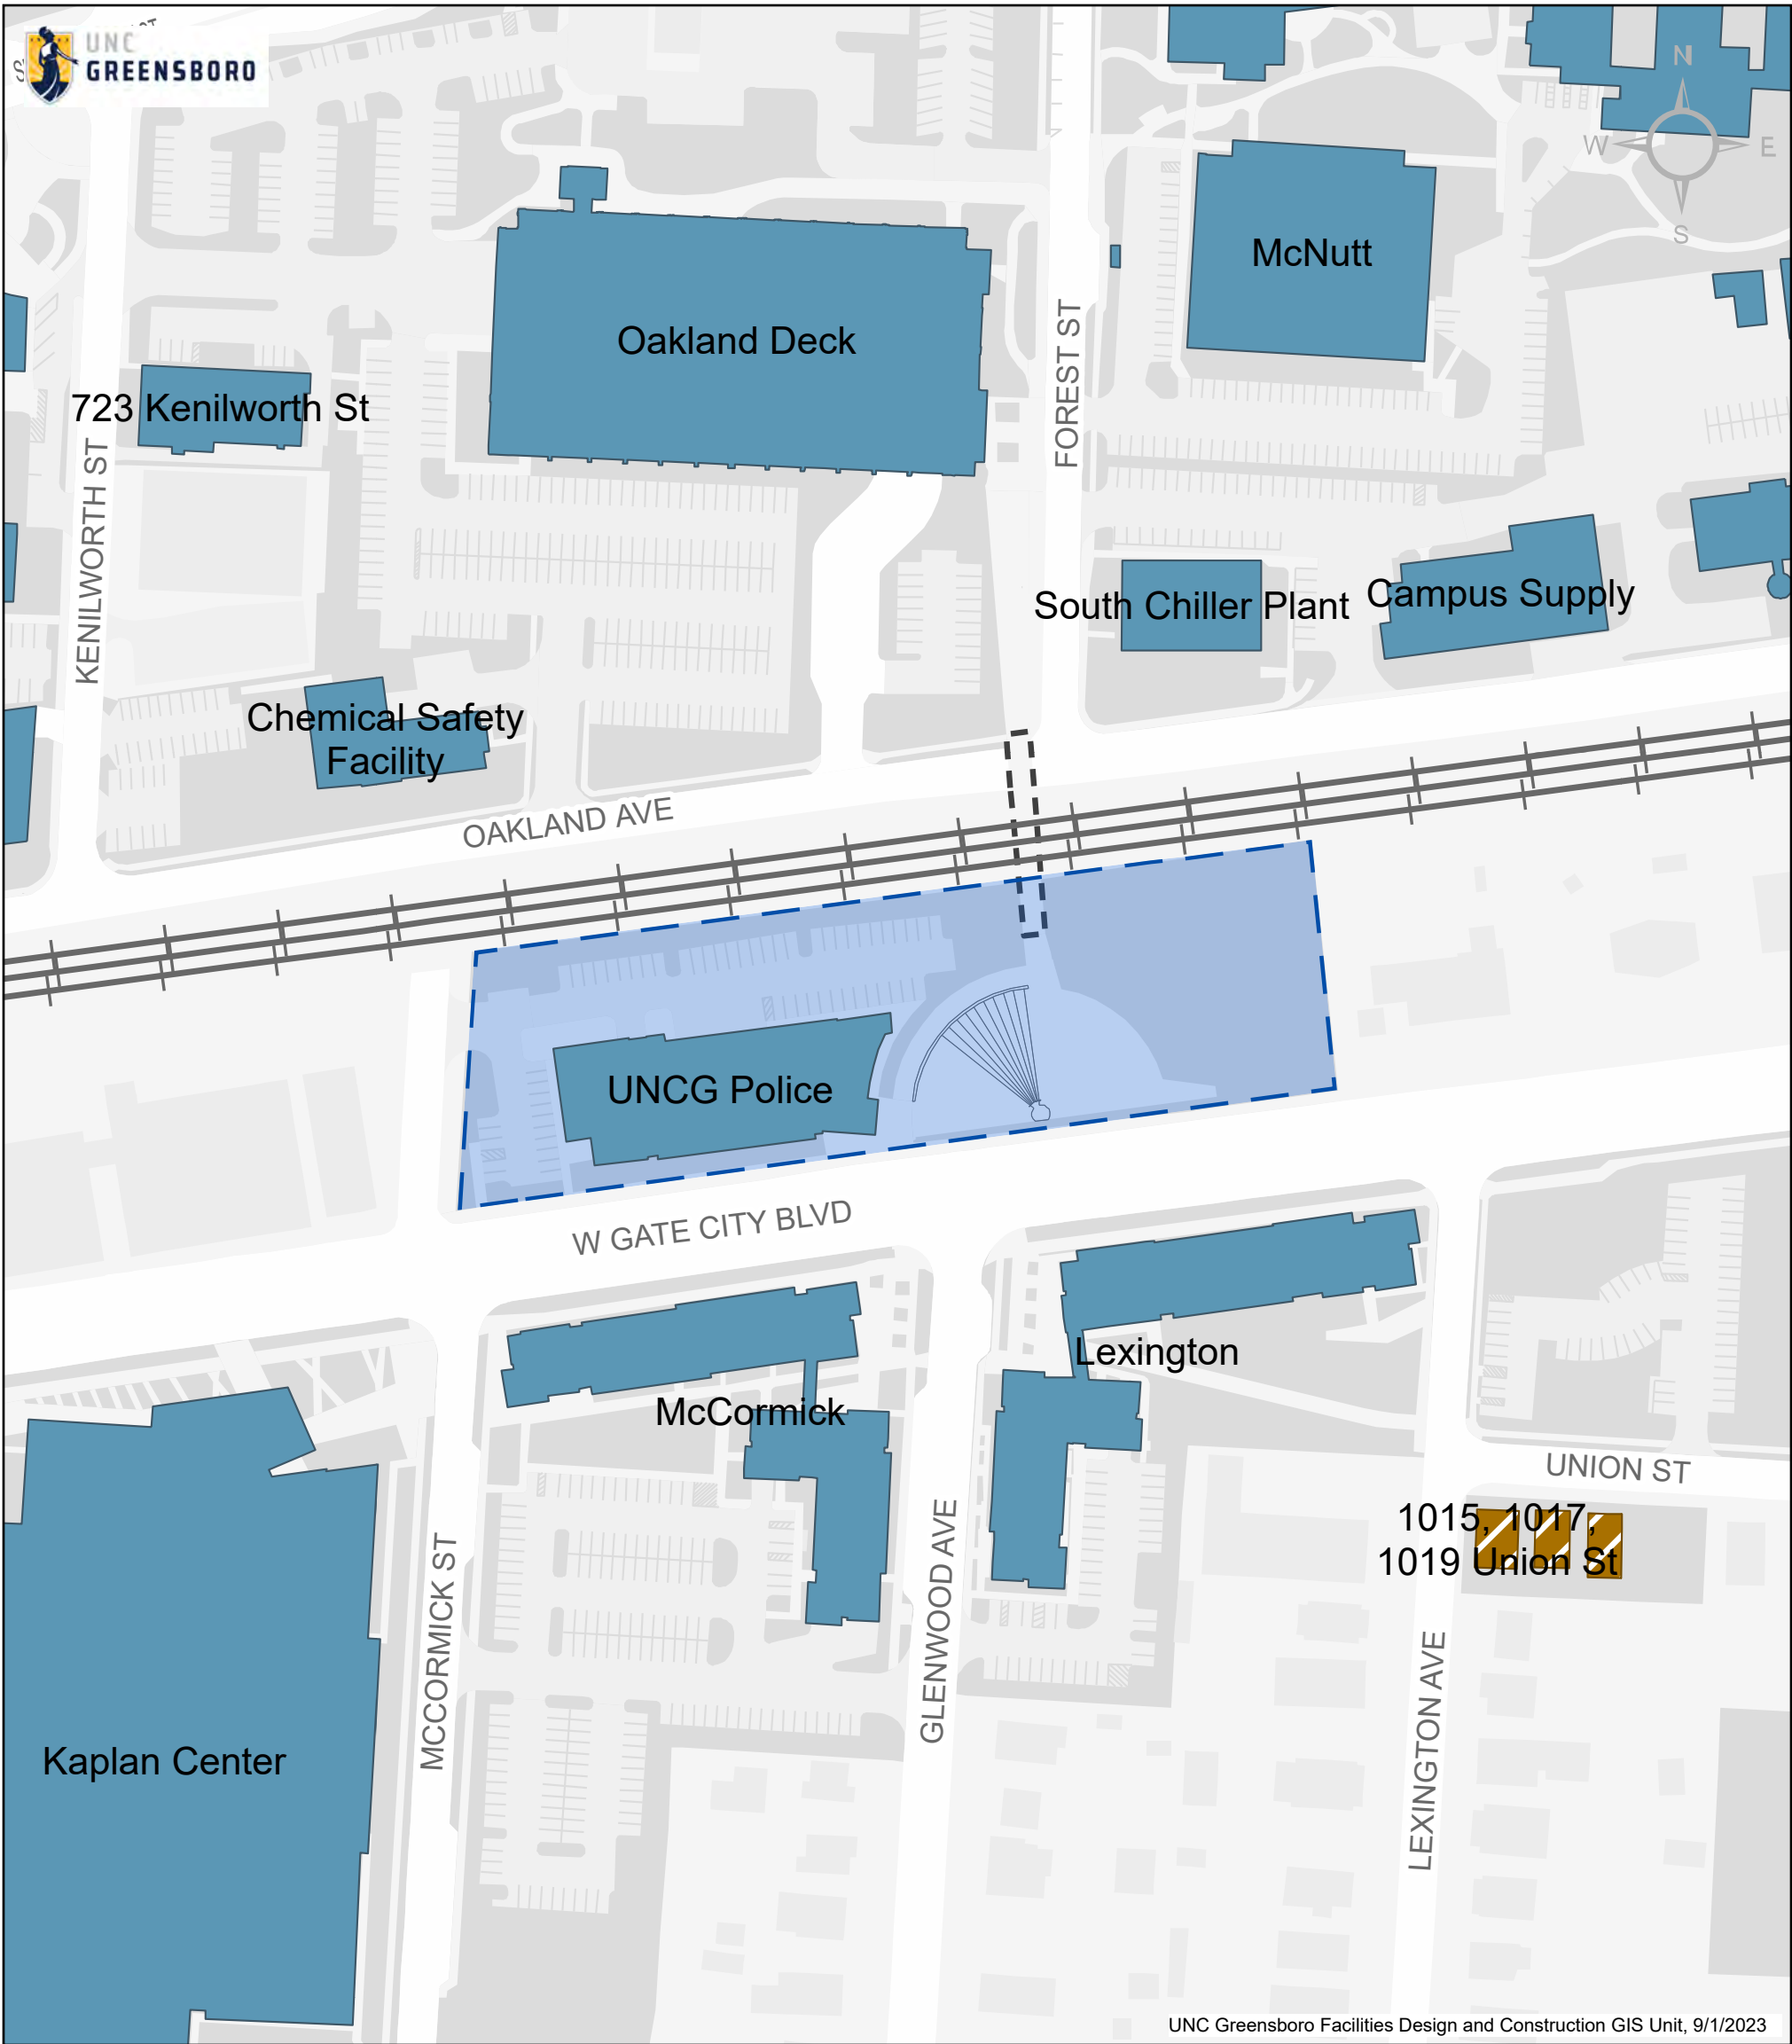 UNC
GREENSBORO
N
W
E
S
McNutt
Oakland Deck
FOREST ST
723 Kenilworth St
KENILWORTH ST
South Chiller Plant
Campus Supply
Chemical Safety
Facility
OAKLAND AVE
UNCG Police
W GATE CITY BLVD
Lexington
McCormick
UNION ST
1015, 1017,
1019 Union St
MCCORMICK ST
GLENWOOD AVE
LEXINGTON AVE
Kaplan Center
UNC Greensboro Facilities Design and Construction GIS Unit, 9/1/2023